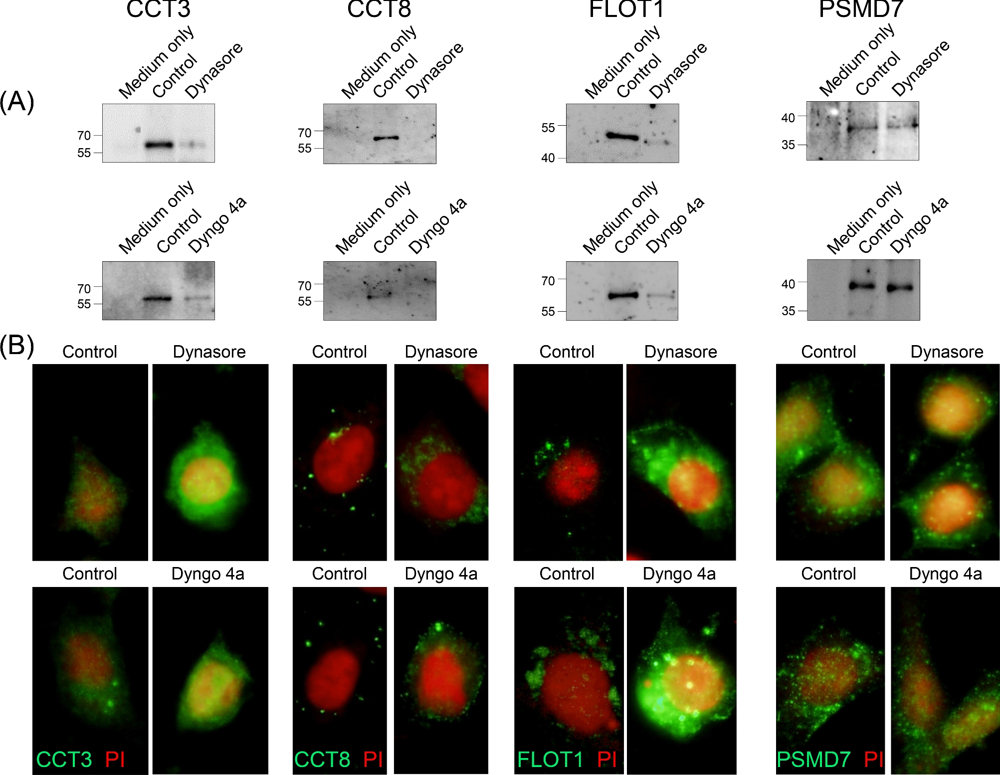 CCT3 CCT8 FLOT1 PSMD7
(A)
Medium only Control Dynasore
Medium only Control Dynasore
Medium only Control Dynasore
Medium only Control Dynasore
70 70 55 40
55 55 40 35
Medium only Control Dyngo 4a
Medium only Control Dyngo 4a
Medium only Control Dyngo 4a
Medium only Control Dyngo 4a
70 70 70 40
55 55 55 35
(B)
Control Dynasore Control Dynasore Control Dynasore Control Dynasore
Control Dyngo 4a Control Dyngo 4a Control Dyngo 4a Control Dyngo 4a
CCT3 PI CCT8 PI FLOT1 PI PSMD7 PI